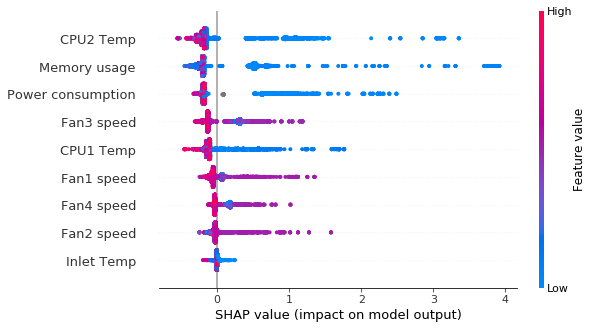 High
CPU2 Temp
Memory usage
Power consumption
Fan3 speed
CPU1 Temp
Fan1 speed
Fan4 speed
Fan2 speed
Inlet Temp
Feature value
Low
0 1 2 3 4
SHAP value (impact on model output)